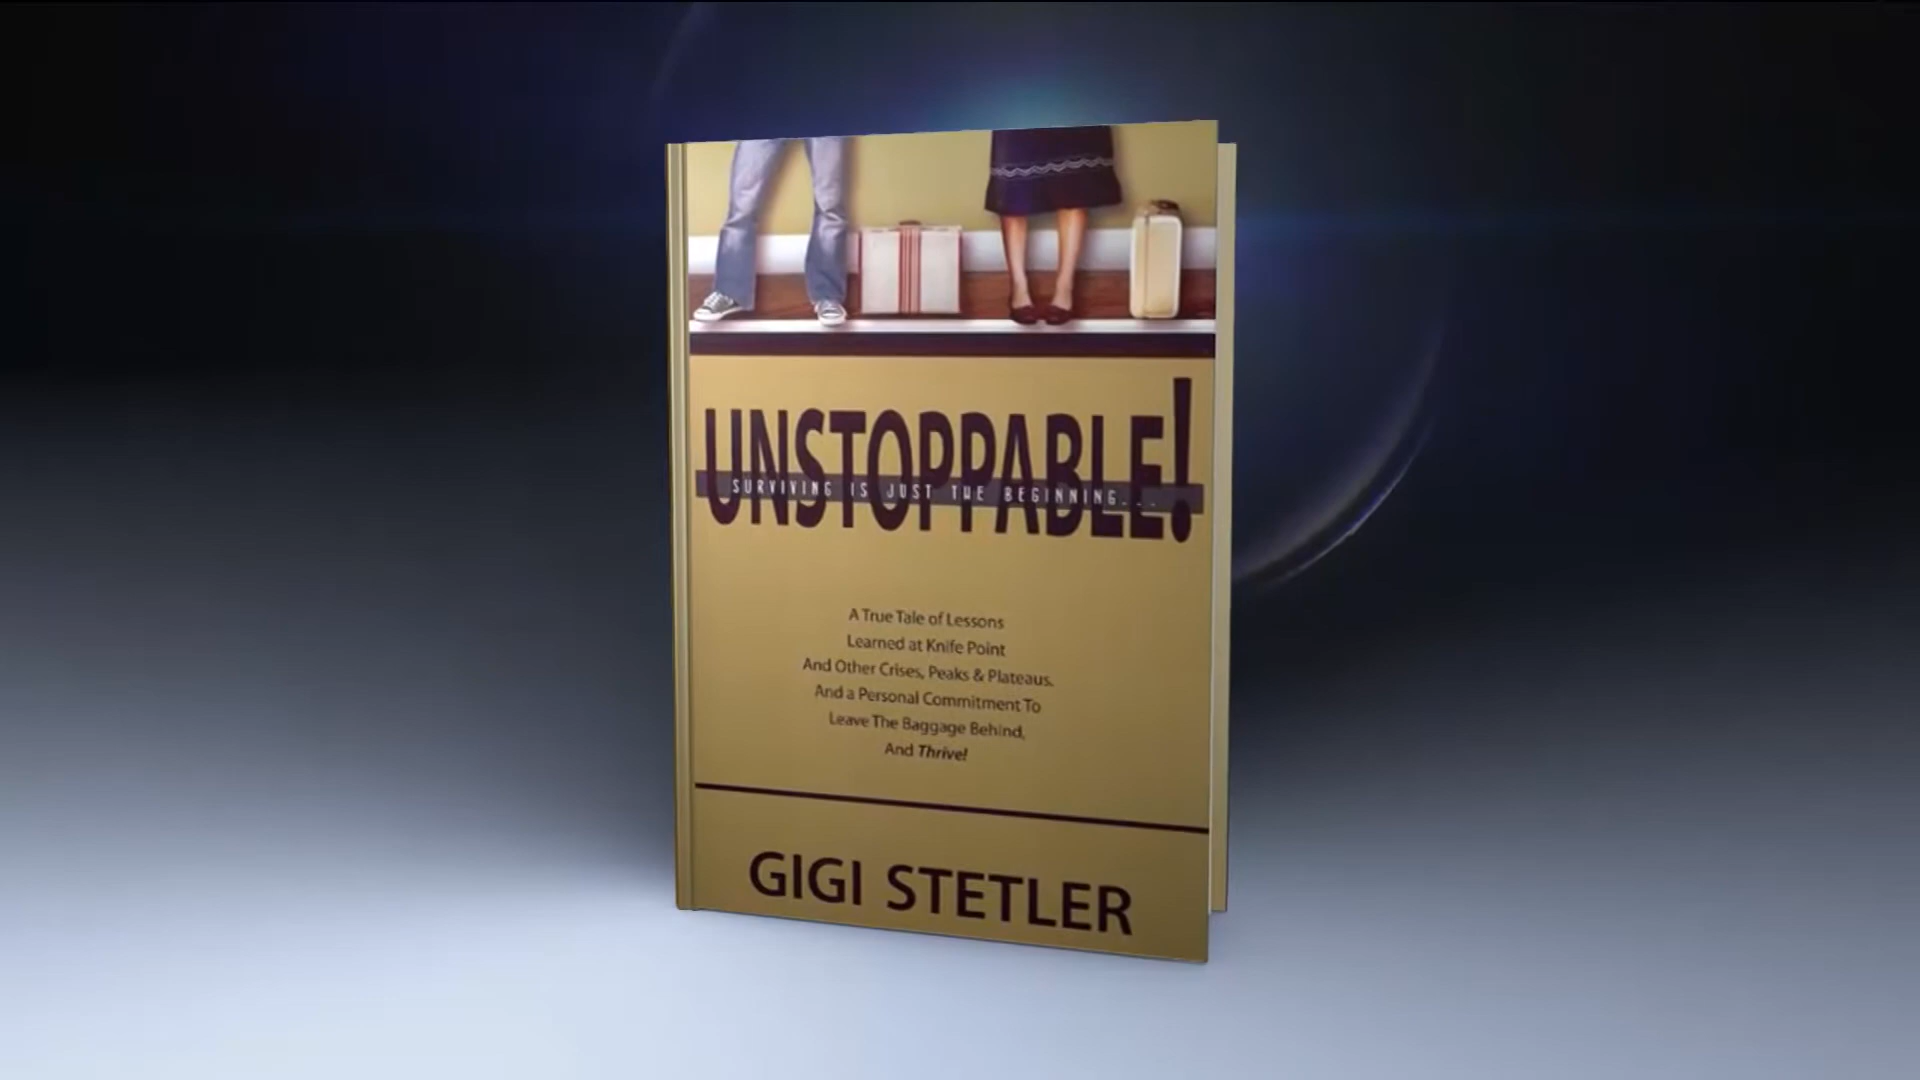 UNSTOPPABLE!
SURVIVING IS JUST THE BEGINNING...
A True Tale of Lessons
Learned at Knife Point
And Other Crises, Peaks & Plateaus.
And a Personal Commitment To
Leave The Baggage Behind,
And Thrive!
GIGI STETLER